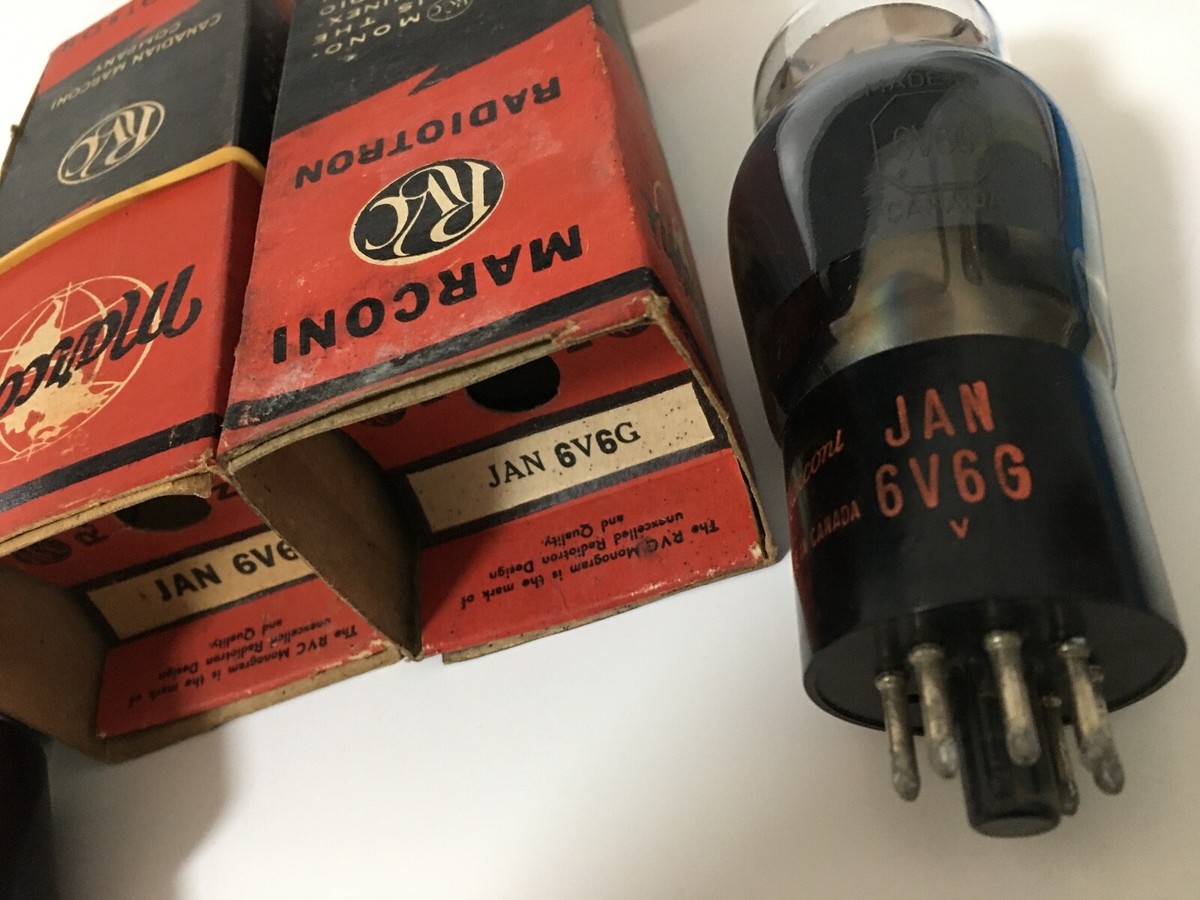 CANADIAN MARCONI
COMPANY
RVC
Marco
JAN 6V6
The RVC Monogram is the mark of
unexcelled Radiotron Design
and Quality.
RADIOTRON
RVC
MARCONI
JAN 6V6G
The RVC Monogram is the mark of
unexcelled Radiotron Design
and Quality.
MADE IN
6V6G
CANADA
JAN
6V6G
CANADA
V